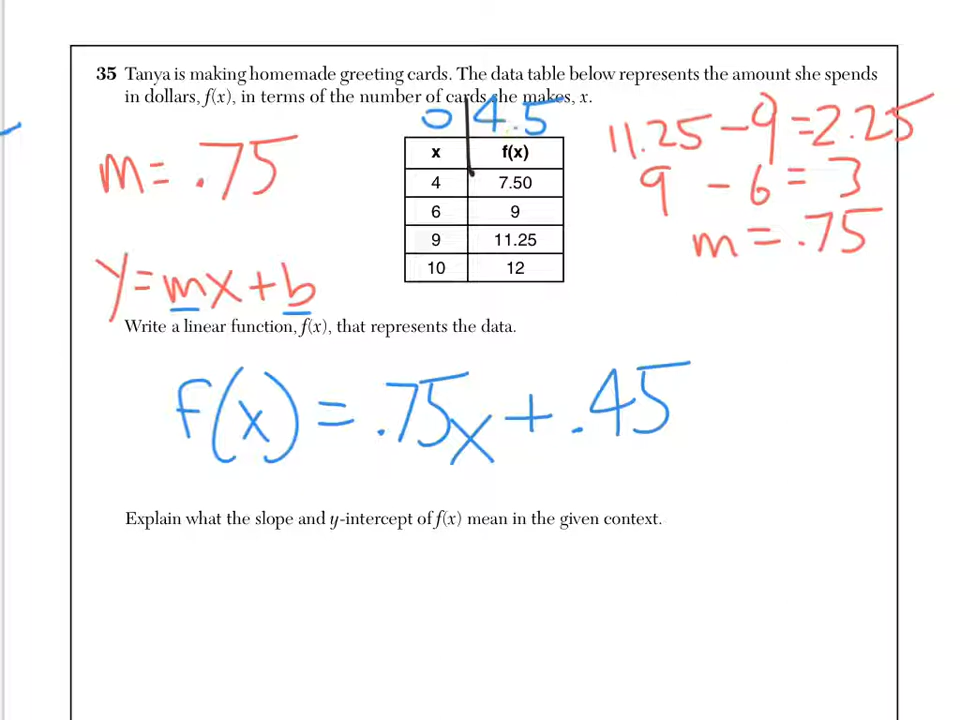 35 Tanya is making homemade greeting cards. The data table below represents the amount she spends
in dollars, f(x), in terms of the number of cards she makes, x.
0 4.5
x f(x)
4 7.50
6 9
9 11.25
10 12
11.25 - 9 = 2.25
9 - 6 = 3
m = .75
m = .75
y = mx + b
Write a linear function, f(x), that represents the data.
f(x) = .75x + .45
Explain what the slope and y-intercept of f(x) mean in the given context.